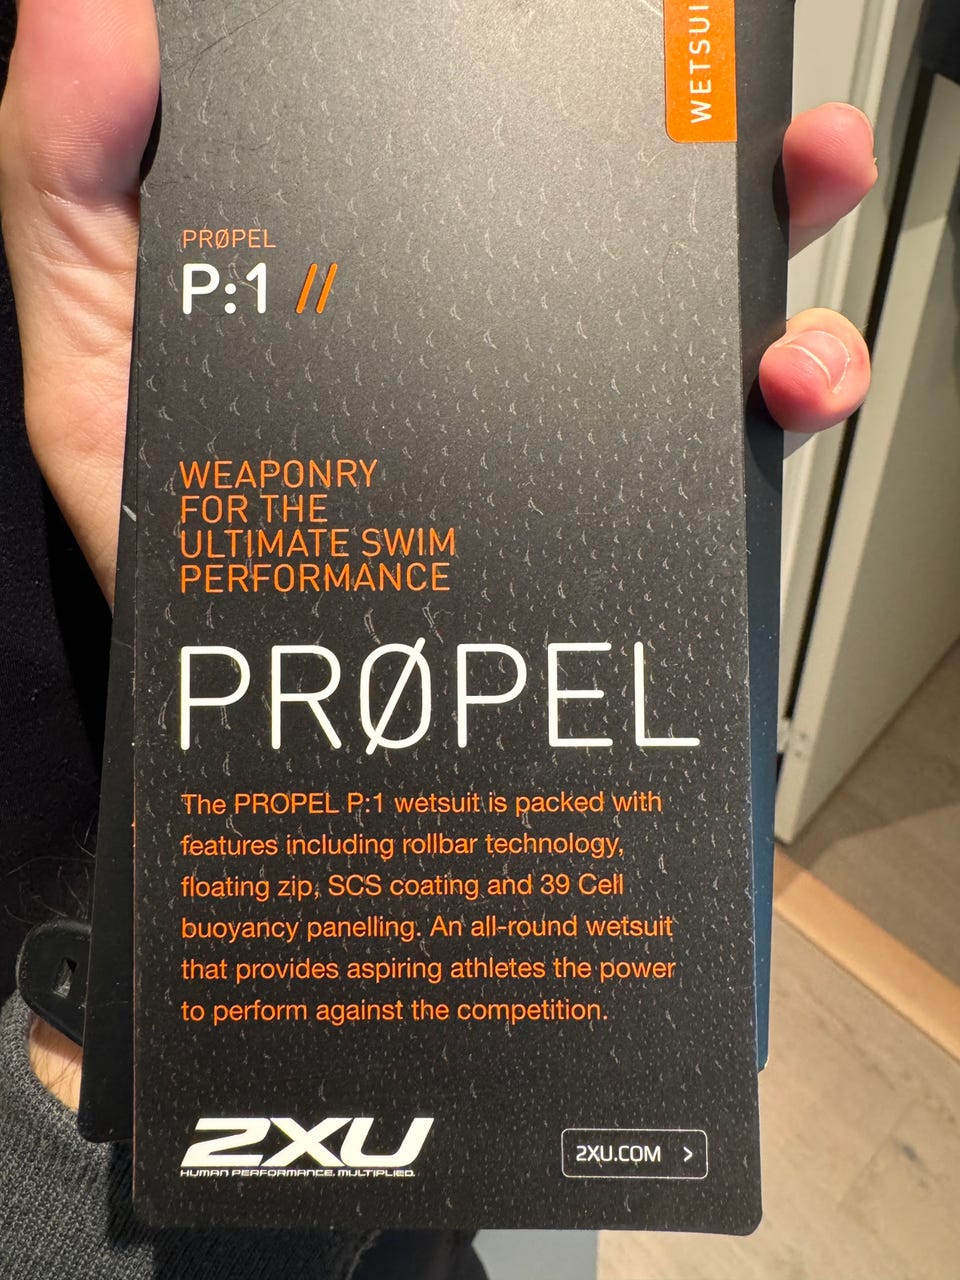 WETSUI
PRØPEL
P:1 //
WEAPONRY
FOR THE
ULTIMATE SWIM
PERFORMANCE
PRØPEL
The PROPEL P:1 wetsuit is packed with
features including rollbar technology,
floating zip, SCS coating and 39 Cell
buoyancy panelling. An all-round wetsuit
that provides aspiring athletes the power
to perform against the competition.
2XU
HUMAN PERFORMANCE. MULTIPLIED.
2XU.COM >